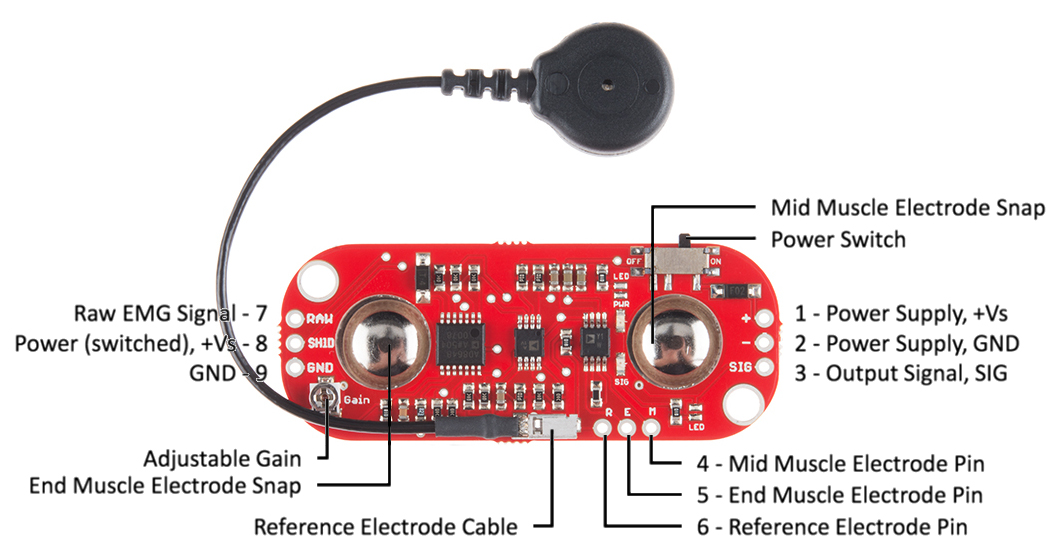 Mid Muscle Electrode Snap
Power Switch
OFF
ON
LED
PWR
Raw EMG Signal - 7
RAW
+
1 - Power Supply, +Vs
Power (switched), +Vs - 8
SHID
-
2 - Power Supply, GND
GND - 9
GND
SIG
SIG
3 - Output Signal, SIG
Gain
R E M
LED
Adjustable Gain
4 - Mid Muscle Electrode Pin
End Muscle Electrode Snap
5 - End Muscle Electrode Pin
Reference Electrode Cable
6 - Reference Electrode Pin